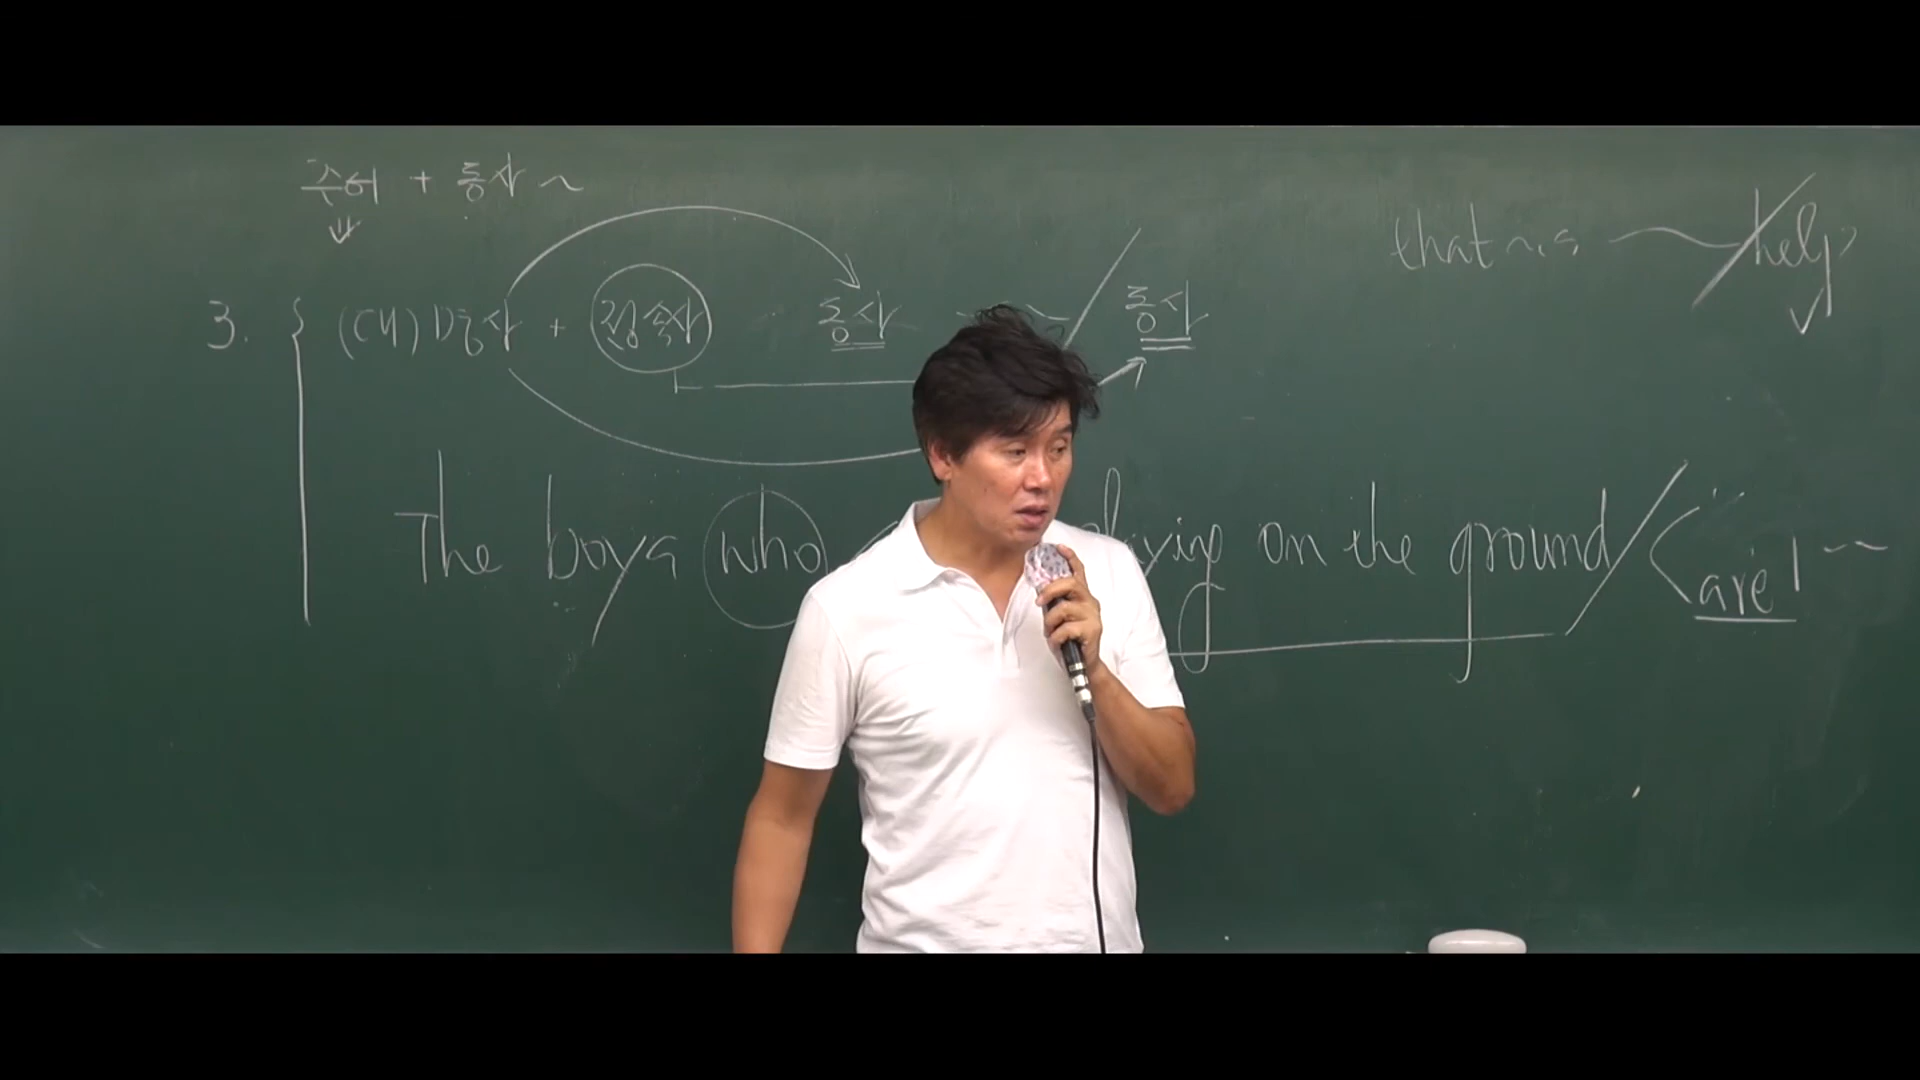 주어 + 동사 ~
that ~ help
3. { (대)명사 + 접속사 동사 ~ / 동사
The boys who playing on the ground / < are ~